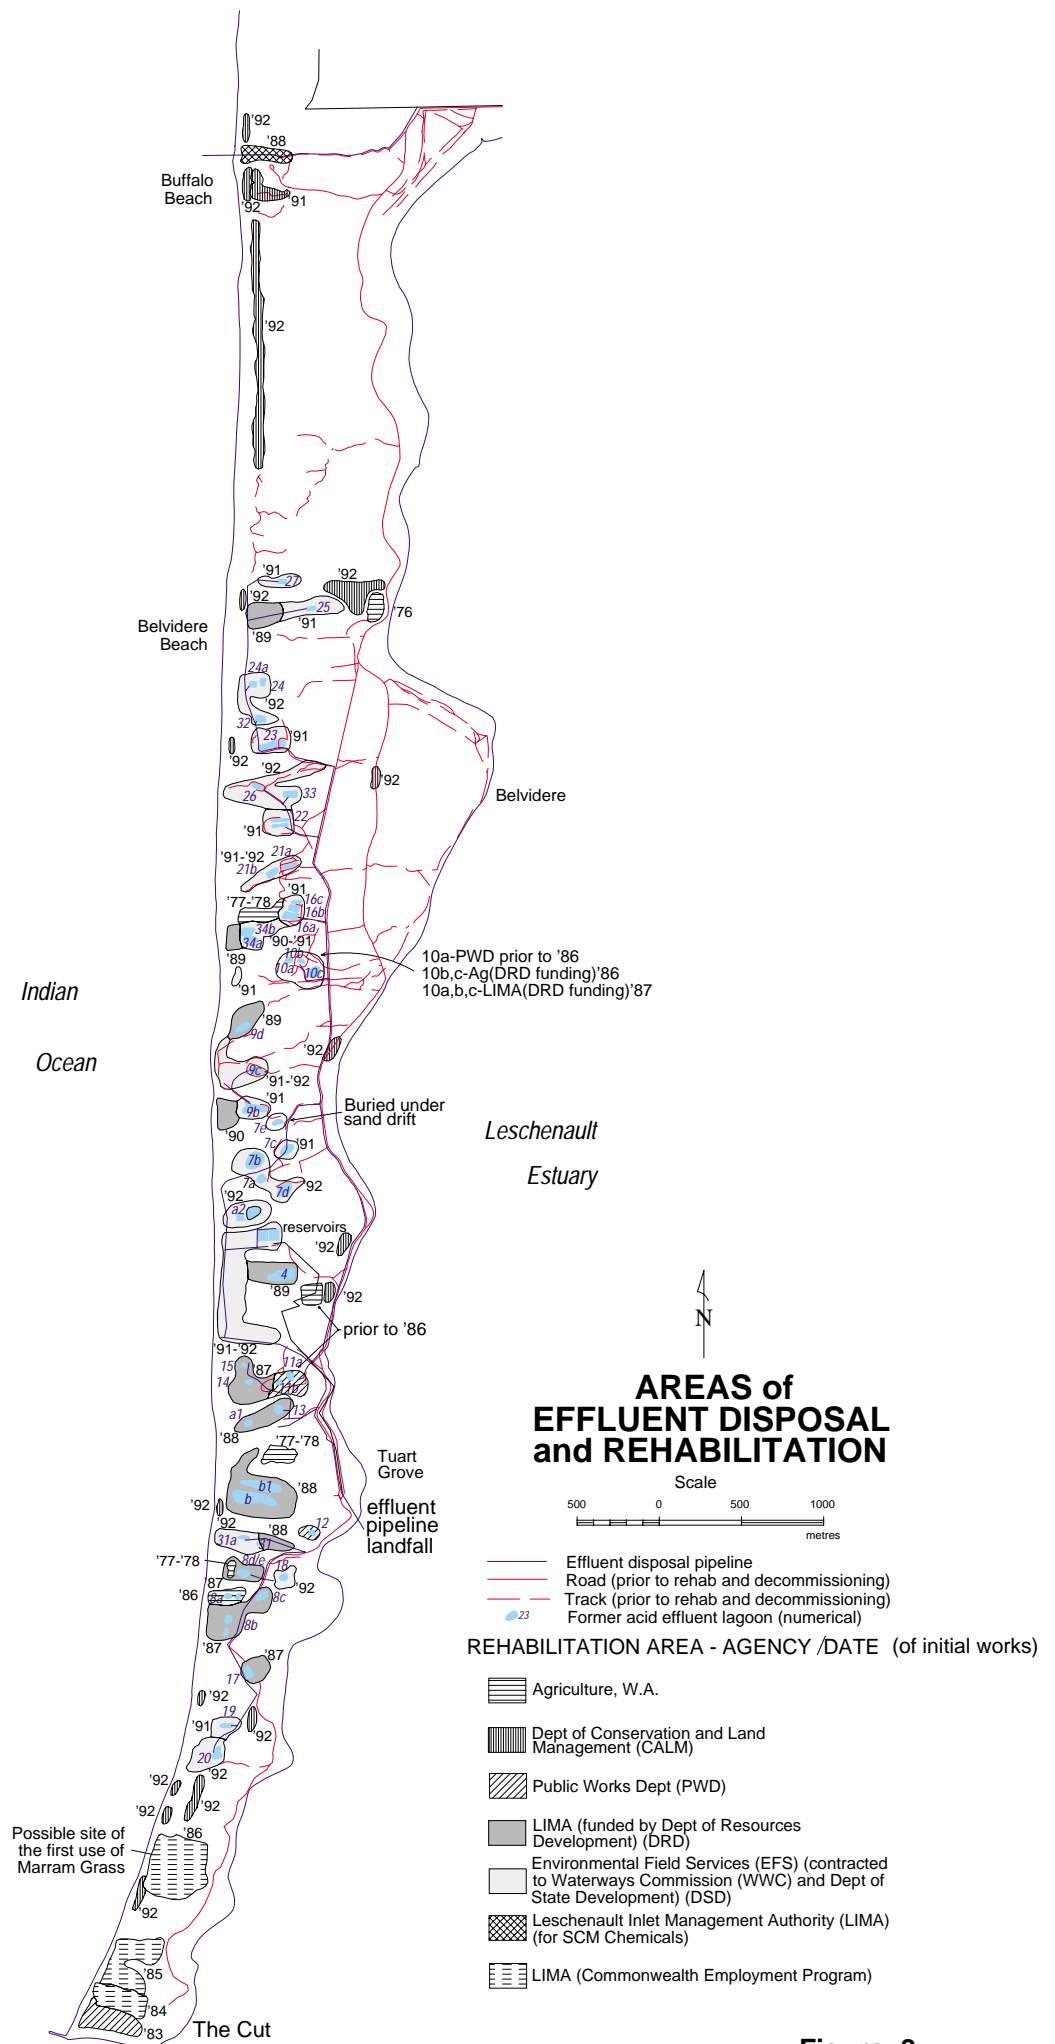 '92
'88
Buffalo
Beach
'92
'91
'92
'91
27
'92
'92
25
'91
'76
'89
Belvidere
Beach
24a
24
'92
32
23
'91
'92
'92
'92
26
33
Belvidere
22
'91
'91-'92
21a
21b
'91
'77-'78
16c
16b
16a
34b
34a
'90-'91
10b
10a
10c
'89
'91
10a-PWD prior to '86
10b,c-Ag(DRD funding)'86
10a,b,c-LIMA(DRD funding)'87
Indian
Ocean
'89
9d
'92
9c
'91-'92
'91
9b
Buried under
sand drift
7e
'90
7c
'91
Leschenault
Estuary
7b
7a
7d
'92
'92
a2
reservoirs
'92
4
'89
'92
prior to '86
'91-'92
15
'87
11a
14
11b
a1
13
'88
'77-'78
Tuart
Grove
b1
b
'88
'92
effluent
pipeline
landfall
'92
'88
12
31a
31
'77-'78
8d/e
18
'87
'92
'86
8a
8c
8b
'87
'87
17
'92
19
'91
'92
20
'92
'92
'92
'92
'86
Possible site of
the first use of
Marram Grass
'92
'85
'84
'83
The Cut
N
AREAS of
EFFLUENT DISPOSAL
and REHABILITATION
Scale
500 0 500 1000
metres
Effluent disposal pipeline
Road (prior to rehab and decommissioning)
Track (prior to rehab and decommissioning)
23 Former acid effluent lagoon (numerical)
REHABILITATION AREA - AGENCY /DATE (of initial works)
Agriculture, W.A.
Dept of Conservation and Land
Management (CALM)
Public Works Dept (PWD)
LIMA (funded by Dept of Resources
Development) (DRD)
Environmental Field Services (EFS) (contracted
to Waterways Commission (WWC) and Dept of
State Development) (DSD)
Leschenault Inlet Management Authority (LIMA)
(for SCM Chemicals)
LIMA (Commonwealth Employment Program)